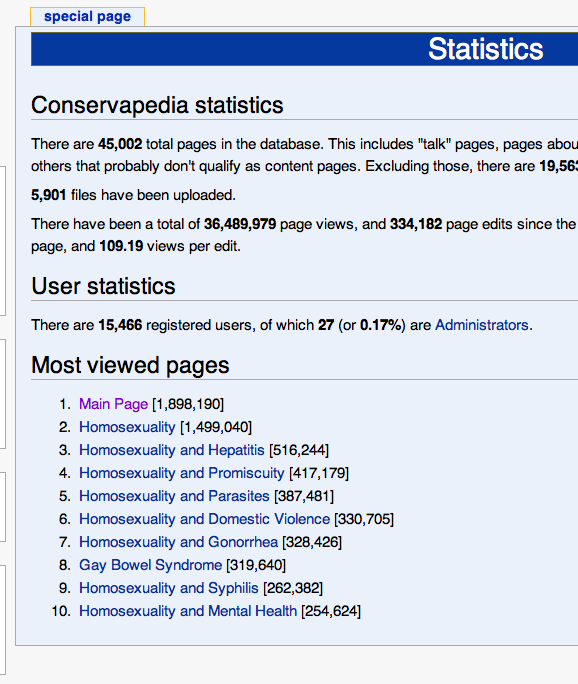 special page
Statistics
Conservapedia statistics
There are 45,002 total pages in the database. This includes "talk" pages, pages abou
others that probably don't qualify as content pages. Excluding those, there are 19,563
5,901 files have been uploaded.
There have been a total of 36,489,979 page views, and 334,182 page edits since the
page, and 109.19 views per edit.
User statistics
There are 15,466 registered users, of which 27 (or 0.17%) are Administrators.
Most viewed pages
1. Main Page [1,898,190]
2. Homosexuality [1,499,040]
3. Homosexuality and Hepatitis [516,244]
4. Homosexuality and Promiscuity [417,179]
5. Homosexuality and Parasites [387,481]
6. Homosexuality and Domestic Violence [330,705]
7. Homosexuality and Gonorrhea [328,426]
8. Gay Bowel Syndrome [319,640]
9. Homosexuality and Syphilis [262,382]
10. Homosexuality and Mental Health [254,624]